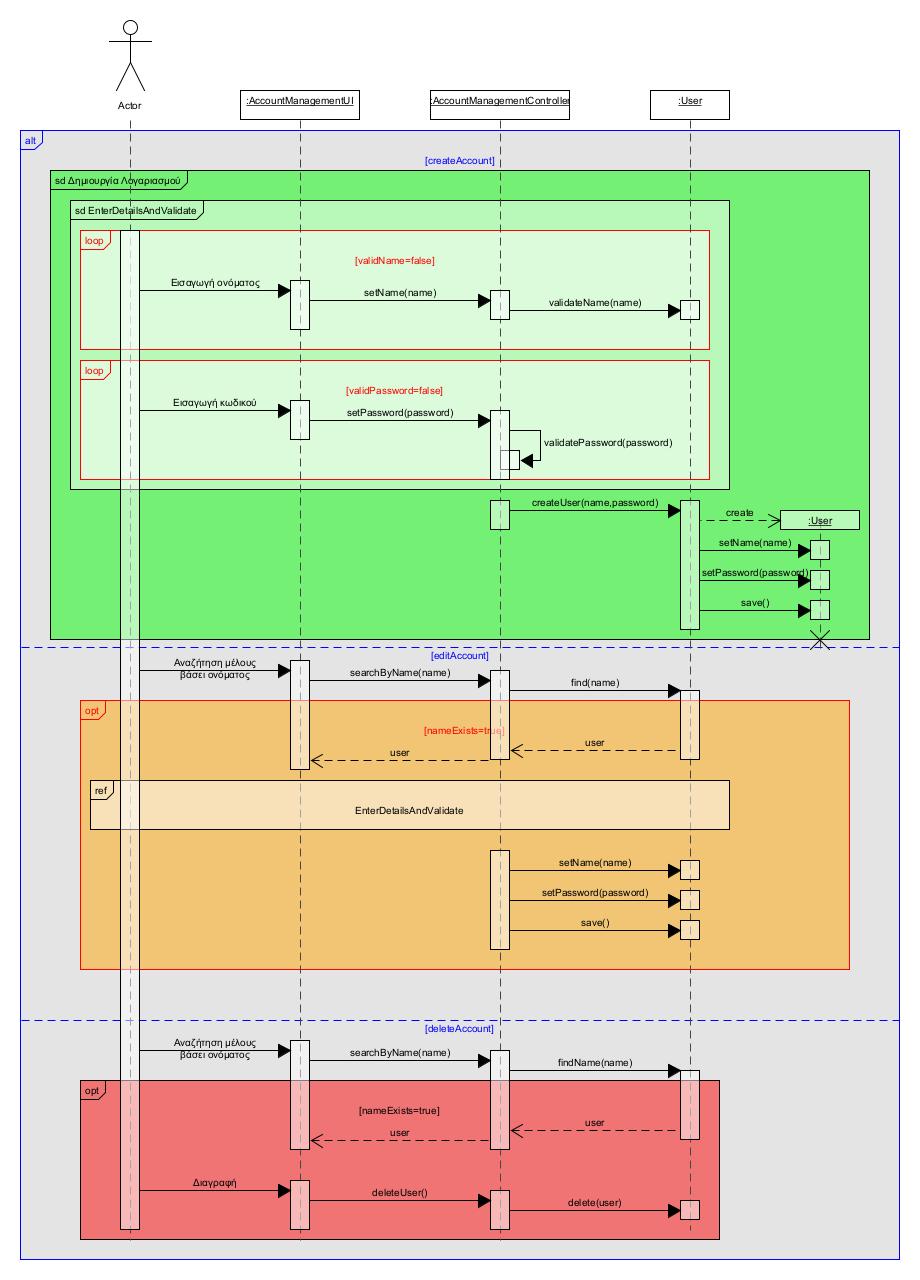 Actor
:AccountManagementUI
:AccountManagementController
:User
alt
[createAccount]
sd Δημιουργία Λογαριασμού
sd EnterDetailsAndValidate
loop
[validName=false]
Εισαγωγή ονόματος
setName(name)
validateName(name)
loop
[validPassword=false]
Εισαγωγή κωδικού
setPassword(password)
validatePassword(password)
createUser(name,password)
create
:User
setName(name)
setPassword(password)
save()
[editAccount]
Αναζήτηση μέλους
βάσει ονόματος
searchByName(name)
find(name)
opt
[nameExists=true]
user
user
ref
EnterDetailsAndValidate
setName(name)
setPassword(password)
save()
[deleteAccount]
Αναζήτηση μέλους
βάσει ονόματος
searchByName(name)
findName(name)
opt
[nameExists=true]
user
user
Διαγραφή
deleteUser()
delete(user)